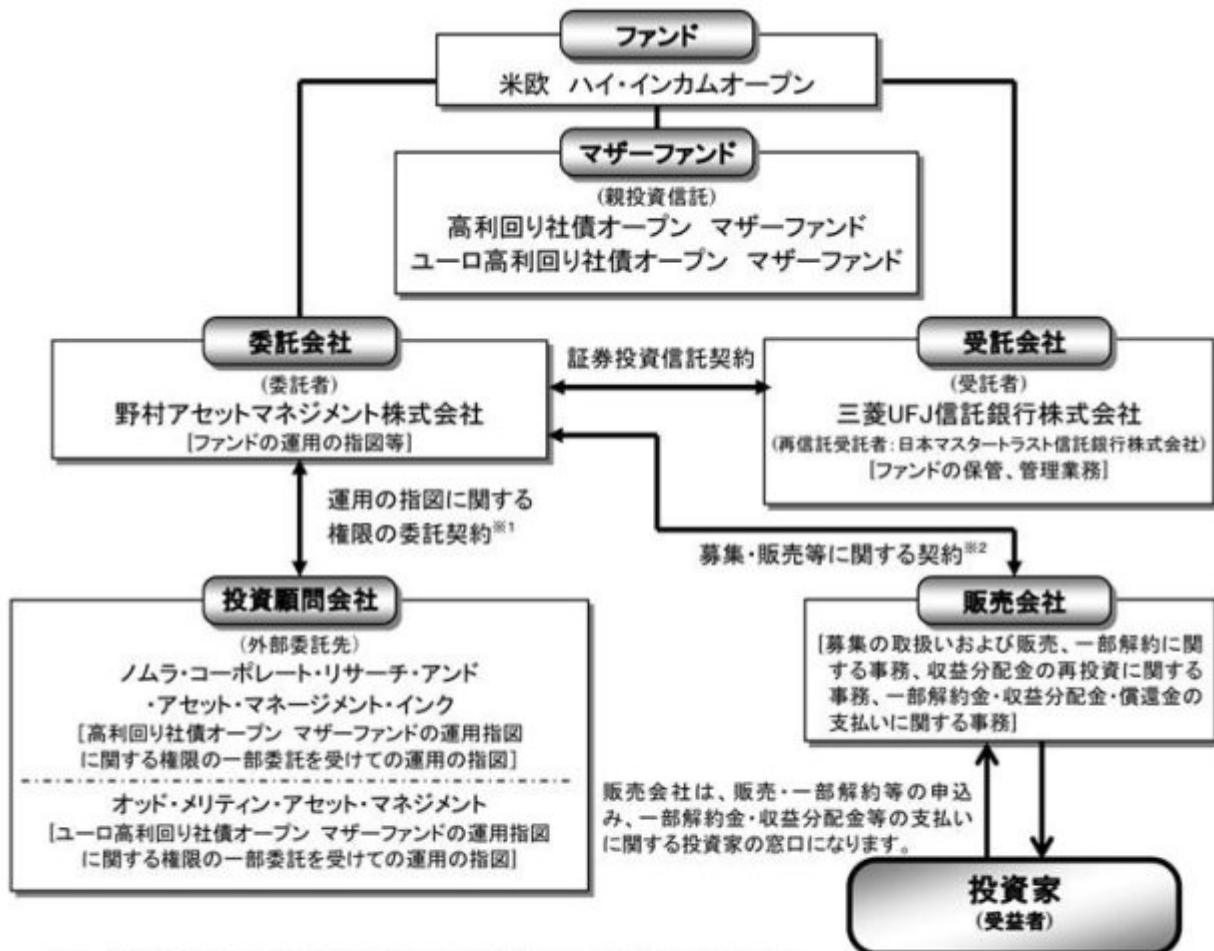 ファンド
米欧 ハイ・インカムオープン
マザーファンド
(親投資信託)
高利回り社債オープン マザーファンド
ユーロ高利回り社債オープン マザーファンド
委託会社
(委託者)
野村アセットマネジメント株式会社
[ファンドの運用の指図等]
証券投資信託契約
受託会社
(受託者)
三菱UFJ信託銀行株式会社
(再信託受託者:日本マスタートラスト信託銀行株式会社)
[ファンドの保管、管理業務]
運用の指図に関する
権限の委託契約※1
募集・販売等に関する契約※2
投資顧問会社
(外部委託先)
ノムラ・コーポレート・リサーチ・アンド
・アセット・マネージメント・インク
[高利回り社債オープン マザーファンドの運用指図
に関する権限の一部委託を受けての運用の指図]
オッド・メリティン・アセット・マネジメント
[ユーロ高利回り社債オープン マザーファンドの運用指図
に関する権限の一部委託を受けての運用の指図]
販売会社
[募集の取扱いおよび販売、一部解約に関
する事務、収益分配金の再投資に関する
事務、一部解約金・収益分配金・償還金の
支払いに関する事務]
販売会社は、販売・一部解約等の申込
み、一部解約金・収益分配金等の支払い
に関する投資家の窓口になります。
投資家
(受益者)